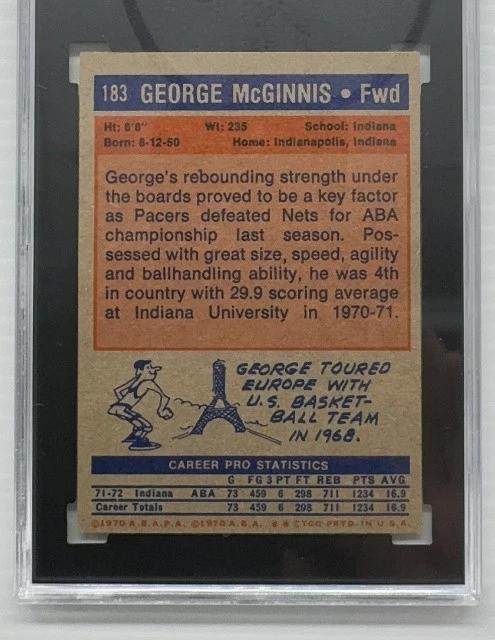 183 GEORGE McGINNIS • Fwd
Ht: 6'8" Wt: 235 School: Indiana
Born: 8-12-50 Home: Indianapolis, Indiana
George's rebounding strength under
the boards proved to be a key factor
as Pacers defeated Nets for ABA
championship last season. Pos-
sessed with great size, speed, agility
and ballhandling ability, he was 4th
in country with 29.9 scoring average
at Indiana University in 1970-71.
GEORGE TOURED
EUROPE WITH
U.S. BASKET-
BALL TEAM
IN 1968.
CAREER PRO STATISTICS
G FG 3 PT FT REB PTS AVG
71-72 Indiana ABA 73 459 6 298 711 1234 16.9
Career Totals 73 459 6 298 711 1234 16.9
©1970 A.B.A.P.A. ©1970 A.B.A. © TCG PRTD. IN U.S.A.